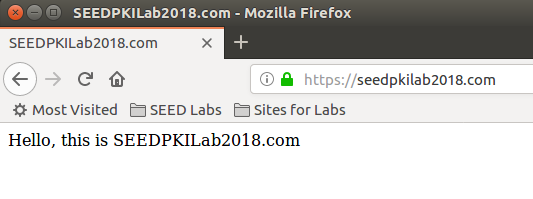 SEEDPKILab2018.com - Mozilla Firefox
SEEDPKILab2018.com
https://seedpkilab2018.com
Most Visited SEED Labs Sites for Labs
Hello, this is SEEDPKILab2018.com